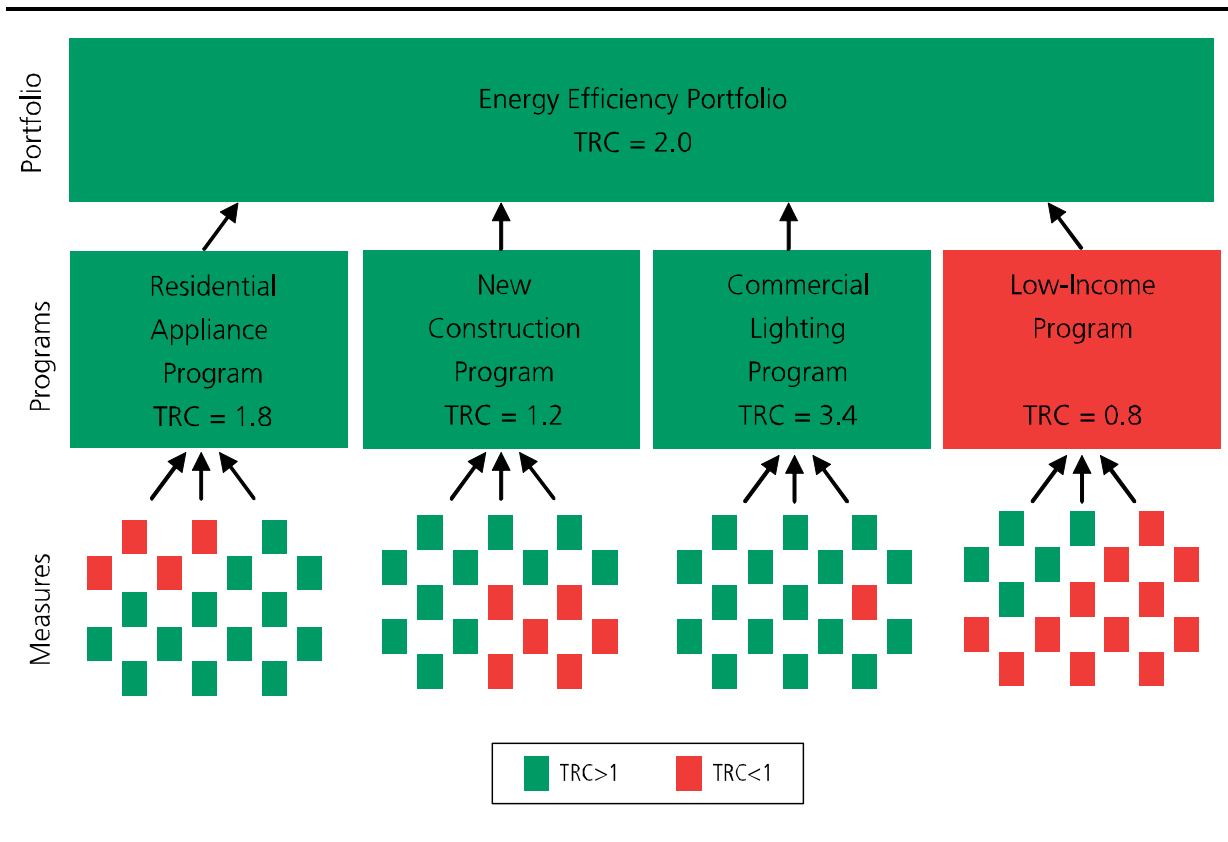 Portfolio
Energy Efficiency Portfolio
TRC = 2.0
Programs
Residential
Appliance
Program
TRC = 1.8
New
Construction
Program
TRC = 1.2
Commercial
Lighting
Program
TRC = 3.4
Low-Income
Program
TRC = 0.8
Measures
TRC>1
TRC<1